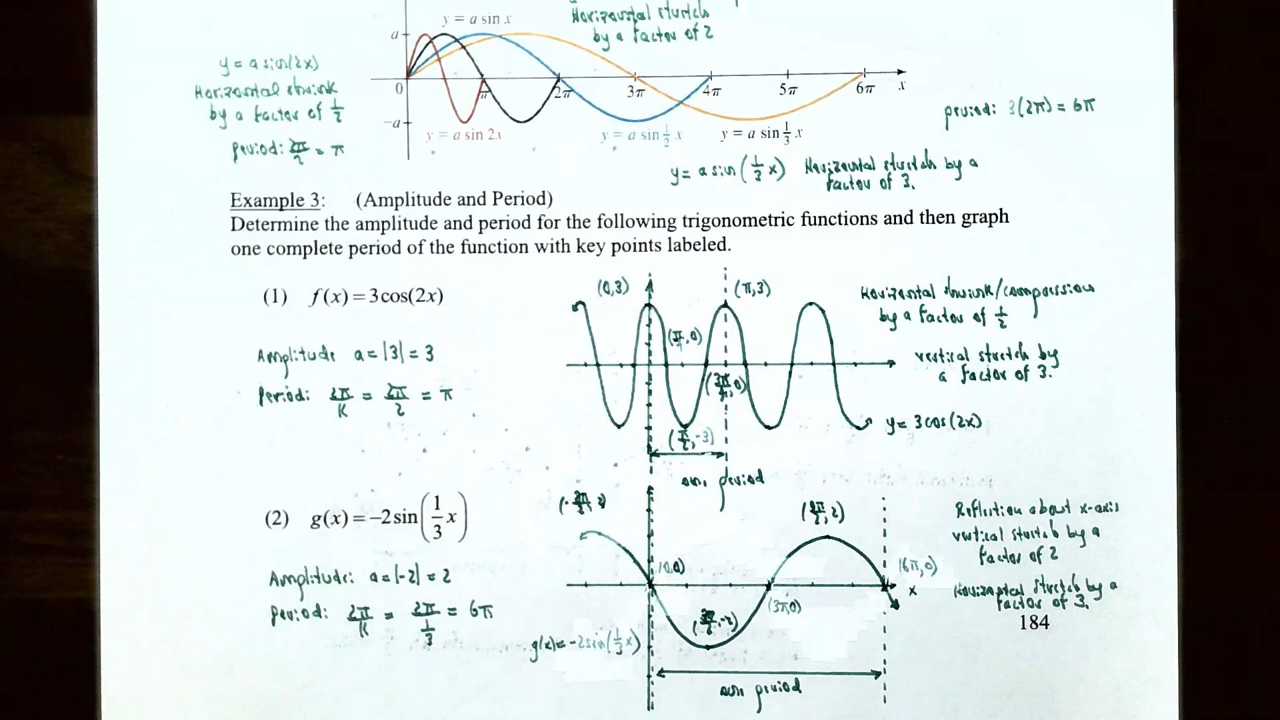 Horizontal stretch
by a factor of 2
y = a sin x
a
y = a sin(2x)
Horizontal shrink
by a factor of 1/2
period: 2π/2 = π
0
π
2π
3π
4π
5π
6π
x
-a
y = a sin 2x
y = a sin 1/2 x
y = a sin 1/3 x
period: 3(2π) = 6π
y = a sin(1/3 x) Horizontal stretch by a
factor of 3.
Example 3: (Amplitude and Period)
Determine the amplitude and period for the following trigonometric functions and then graph
one complete period of the function with key points labeled.
(1) f(x)=3cos(2x)
Amplitude a = |3| = 3
Period: 2π/K = 2π/2 = π
(0,3)
(π,3)
(π/4,0)
(3π/4,0)
(π/2,-3)
one period
Horizontal shrink/compression
by a factor of 1/2
vertical stretch by
a factor of 3.
y = 3cos(2x)
(2) g(x)=-2sin(1/3 x)
Amplitude: a = |-2| = 2
Period: 2π/K = 2π/(1/3) = 6π
(0,0)
(3π,0)
(6π,0)
x
g(x)=-2sin(1/3 x)
one period
Reflection about x-axis
vertical stretch by a
factor of 2
Horizontal stretch by a
factor of 3.
184